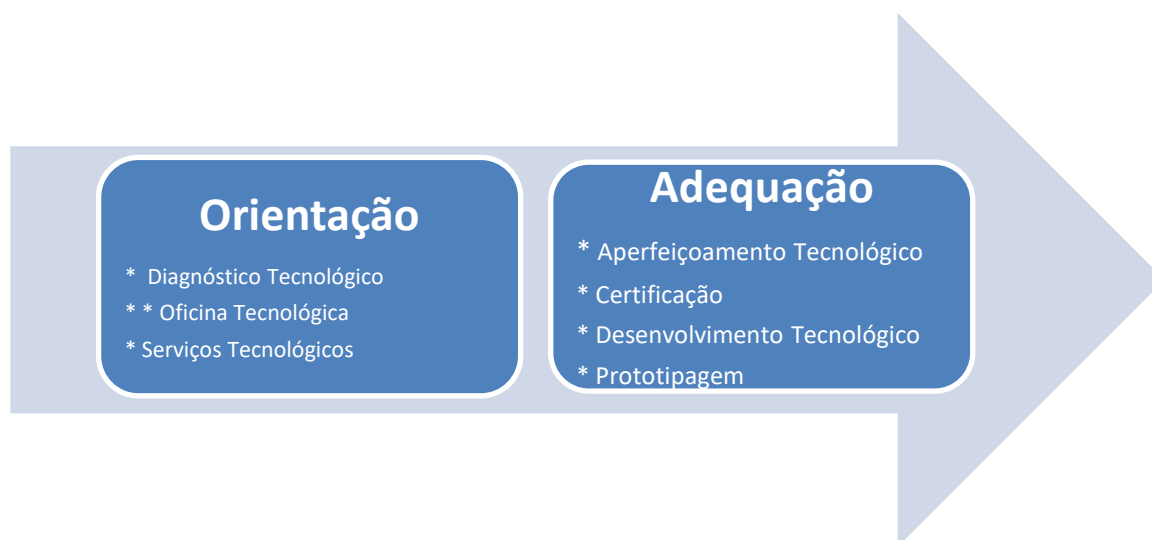 Orientação
* Diagnóstico Tecnológico
* * Oficina Tecnológica
* Serviços Tecnológicos
Adequação
* Aperfeiçoamento Tecnológico
* Certificação
* Desenvolvimento Tecnológico
* Prototipagem